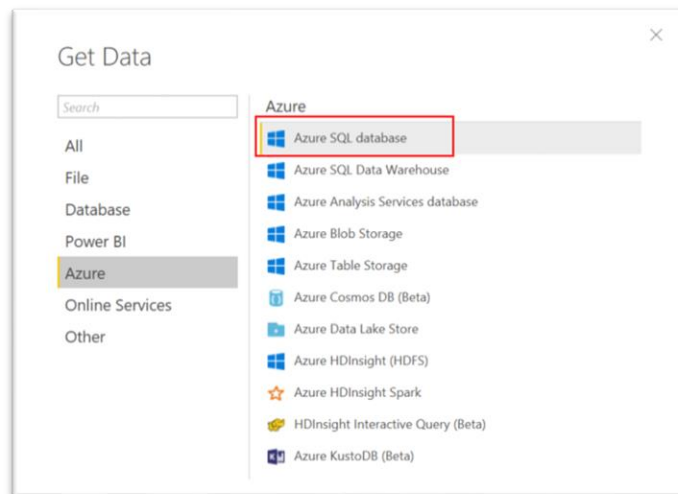 Get Data
Search
All
File
Database
Power BI
Azure
Online Services
Other
Azure
Azure SQL database
Azure SQL Data Warehouse
Azure Analysis Services database
Azure Blob Storage
Azure Table Storage
Azure Cosmos DB (Beta)
Azure Data Lake Store
Azure HDInsight (HDFS)
Azure HDInsight Spark
HDInsight Interactive Query (Beta)
Azure KustoDB (Beta)